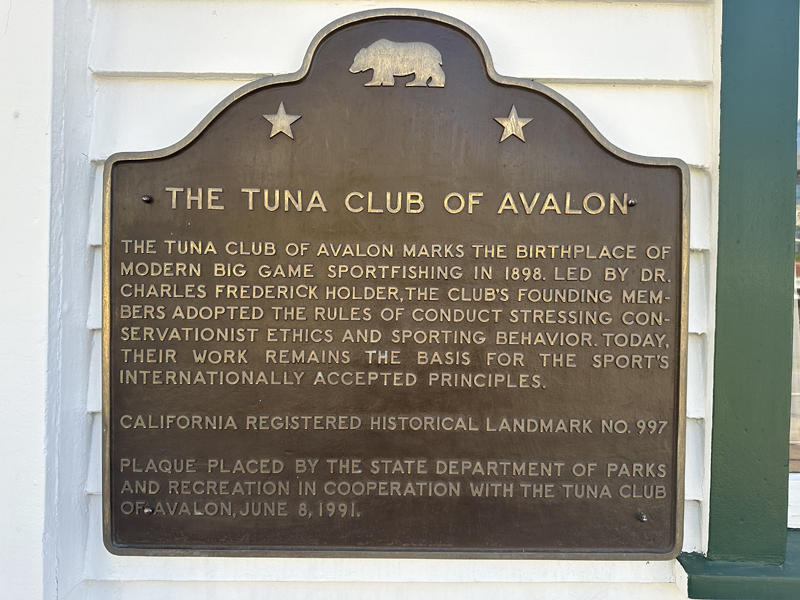 THE TUNA CLUB OF AVALON
THE TUNA CLUB OF AVALON MARKS THE BIRTHPLACE OF
MODERN BIG GAME SPORTFISHING IN 1898. LED BY DR.
CHARLES FREDERICK HOLDER, THE CLUB'S FOUNDING MEM-
BERS ADOPTED THE RULES OF CONDUCT STRESSING CON-
SERVATIONIST ETHICS AND SPORTING BEHAVIOR. TODAY,
THEIR WORK REMAINS THE BASIS FOR THE SPORT'S
INTERNATIONALLY ACCEPTED PRINCIPLES.
CALIFORNIA REGISTERED HISTORICAL LANDMARK NO. 997
PLAQUE PLACED BY THE STATE DEPARTMENT OF PARKS
AND RECREATION IN COOPERATION WITH THE TUNA CLUB
OF AVALON, JUNE 8, 1991.